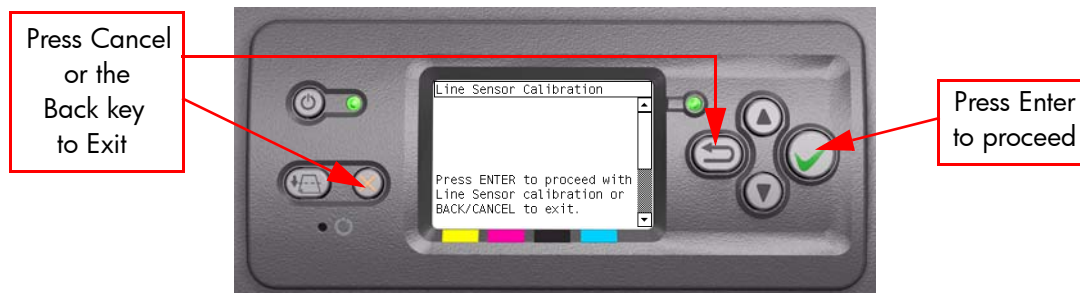 Press Cancel
or the
Back key
to Exit
Line Sensor Calibration
Press ENTER to proceed with
Line Sensor calibration or
BACK/CANCEL to exit.
Press Enter
to proceed